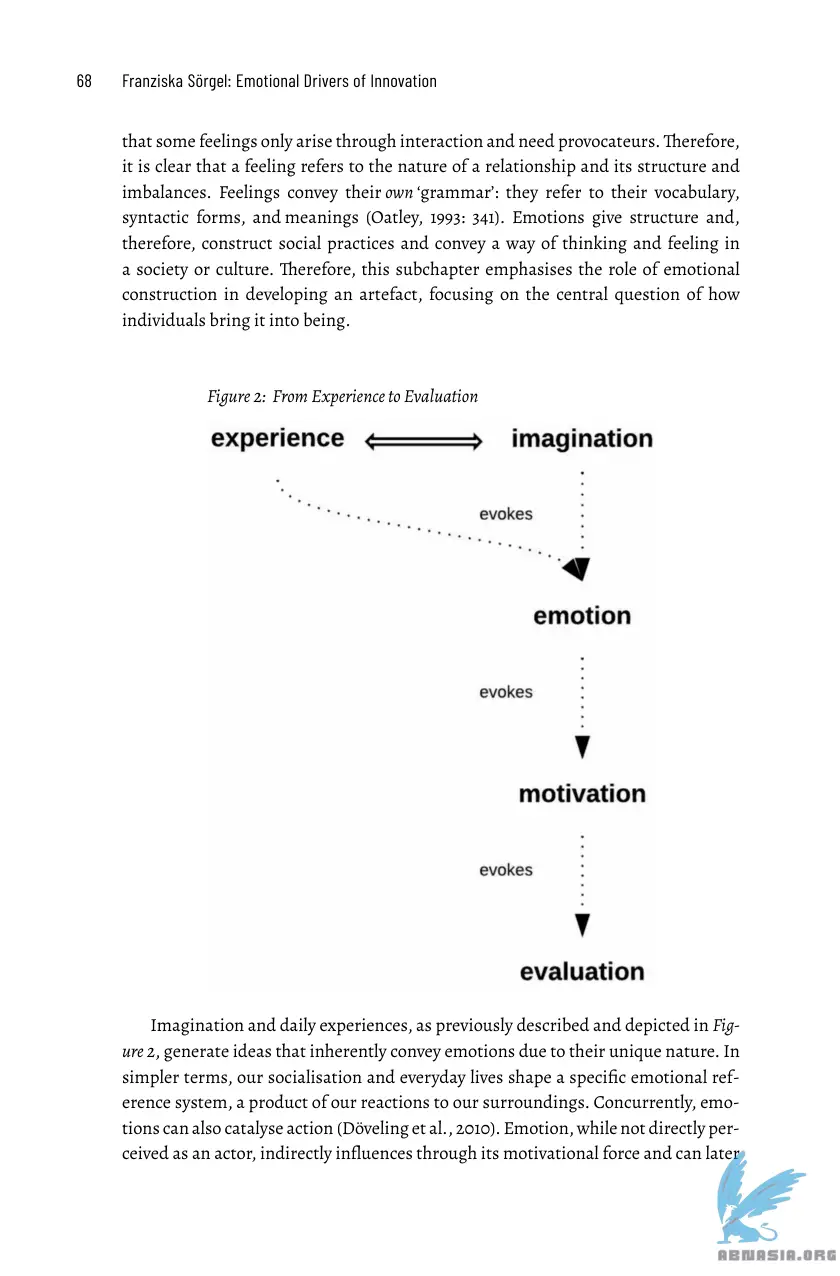 68 Franziska Sörgel: Emotional Drivers of Innovation
that some feelings only arise through interaction and need provocateurs. Therefore,
it is clear that a feeling refers to the nature of a relationship and its structure and
imbalances. Feelings convey their own ‘grammar’: they refer to their vocabulary,
syntactic forms, and meanings (Oatley, 1993: 341). Emotions give structure and,
therefore, construct social practices and convey a way of thinking and feeling in
a society or culture. Therefore, this subchapter emphasises the role of emotional
construction in developing an artefact, focusing on the central question of how
individuals bring it into being.
Figure 2: From Experience to Evaluation
experience imagination
evokes
emotion
evokes
motivation
evokes
evaluation
Imagination and daily experiences, as previously described and depicted in Fig-
ure 2, generate ideas that inherently convey emotions due to their unique nature. In
simpler terms, our socialisation and everyday lives shape a specific emotional ref-
erence system, a product of our reactions to our surroundings. Concurrently, emo-
tions can also catalyse action (Döveling et al., 2010). Emotion, while not directly per-
ceived as an actor, indirectly influences through its motivational force and can later
ABNASIA.ORG